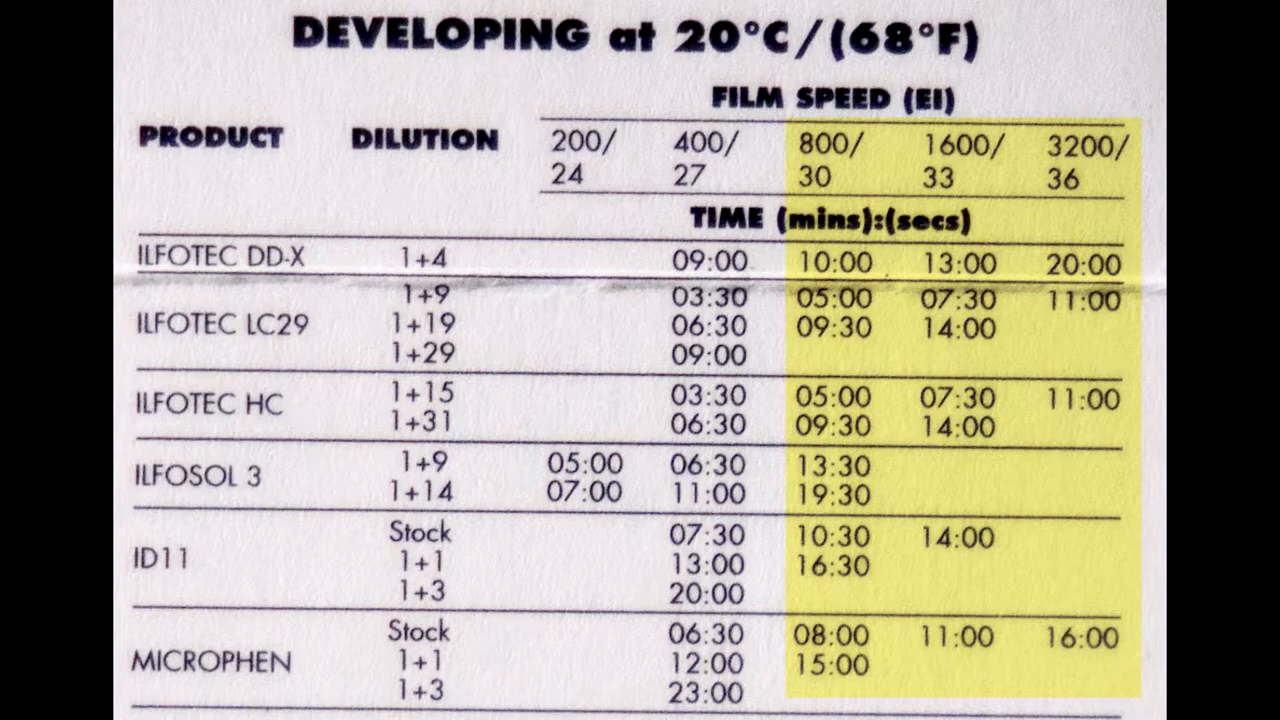 DEVELOPING at 20°C/(68°F)
FILM SPEED (EI)
PRODUCT DILUTION 200/ 400/ 800/ 1600/ 3200/
24 27 30 33 36
TIME (mins):(secs)
ILFOTEC DD-X 1+4 09:00 10:00 13:00 20:00
1+9 03:30 05:00 07:30 11:00
ILFOTEC LC29 1+19 06:30 09:30 14:00
1+29 09:00
ILFOTEC HC 1+15 03:30 05:00 07:30 11:00
1+31 06:30 09:30 14:00
ILFOSOL 3 1+9 05:00 06:30 13:30
1+14 07:00 11:00 19:30
Stock 07:30 10:30 14:00
ID11 1+1 13:00 16:30
1+3 20:00
Stock 06:30 08:00 11:00 16:00
MICROPHEN 1+1 12:00 15:00
1+3 23:00